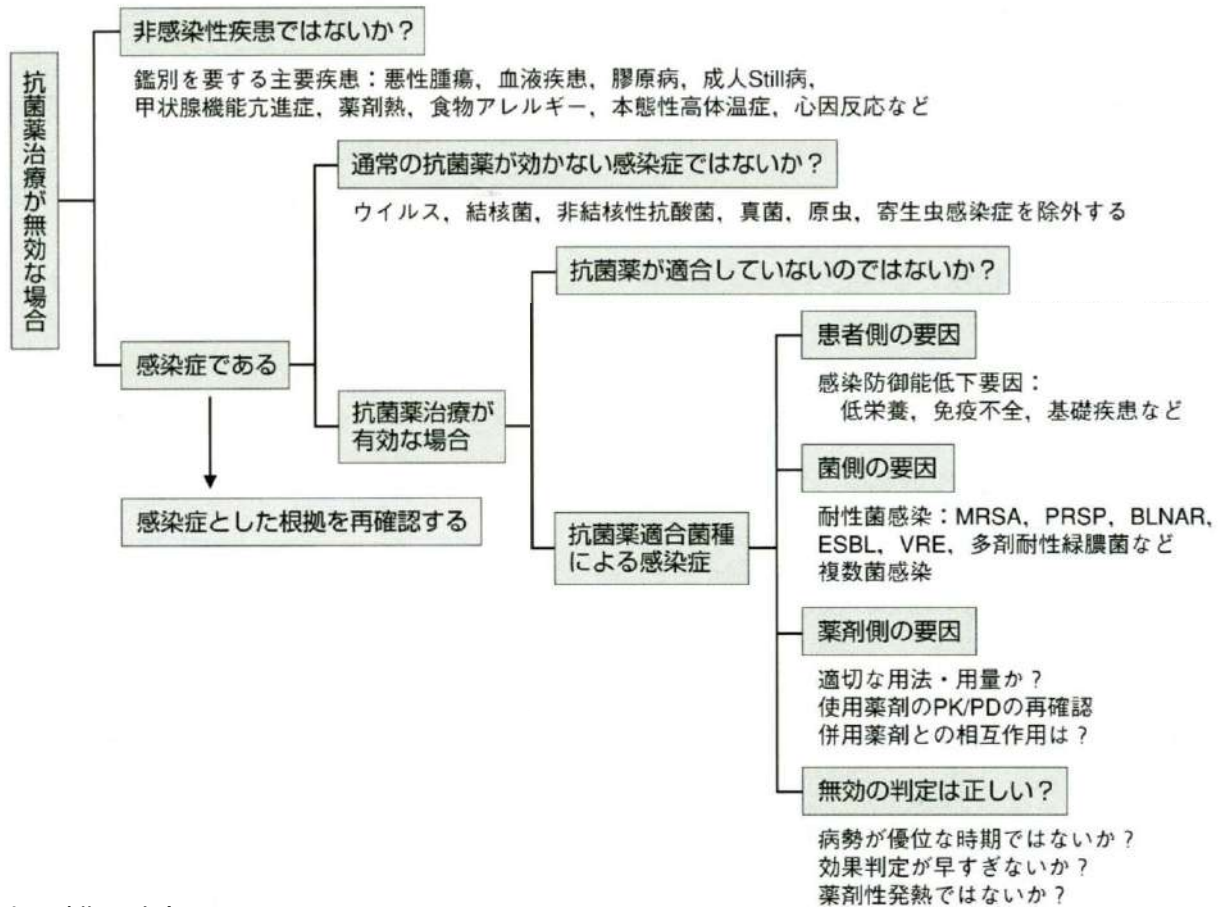 抗菌薬治療が無効な場合
非感染性疾患ではないか？
鑑別を要する主要疾患：悪性腫瘍，血液疾患，膠原病，成人Still病，
甲状腺機能亢進症，薬剤熱，食物アレルギー，本態性高体温症，心因反応など
通常の抗菌薬が効かない感染症ではないか？
ウイルス，結核菌，非結核性抗酸菌，真菌，原虫，寄生虫感染症を除外する
抗菌薬が適合していないのではないか？
感染症である
抗菌薬治療が
有効な場合
感染症とした根拠を再確認する
抗菌薬適合菌種
による感染症
患者側の要因
感染防御能低下要因：
低栄養，免疫不全，基礎疾患など
菌側の要因
耐性菌感染：MRSA，PRSP，BLNAR，
ESBL，VRE，多剤耐性緑膿菌など
複数菌感染
薬剤側の要因
適切な用法・用量か？
使用薬剤のPK/PDの再確認
併用薬剤との相互作用は？
無効の判定は正しい？
病勢が優位な時期ではないか？
効果判定が早すぎないか？
薬剤性発熱ではないか？